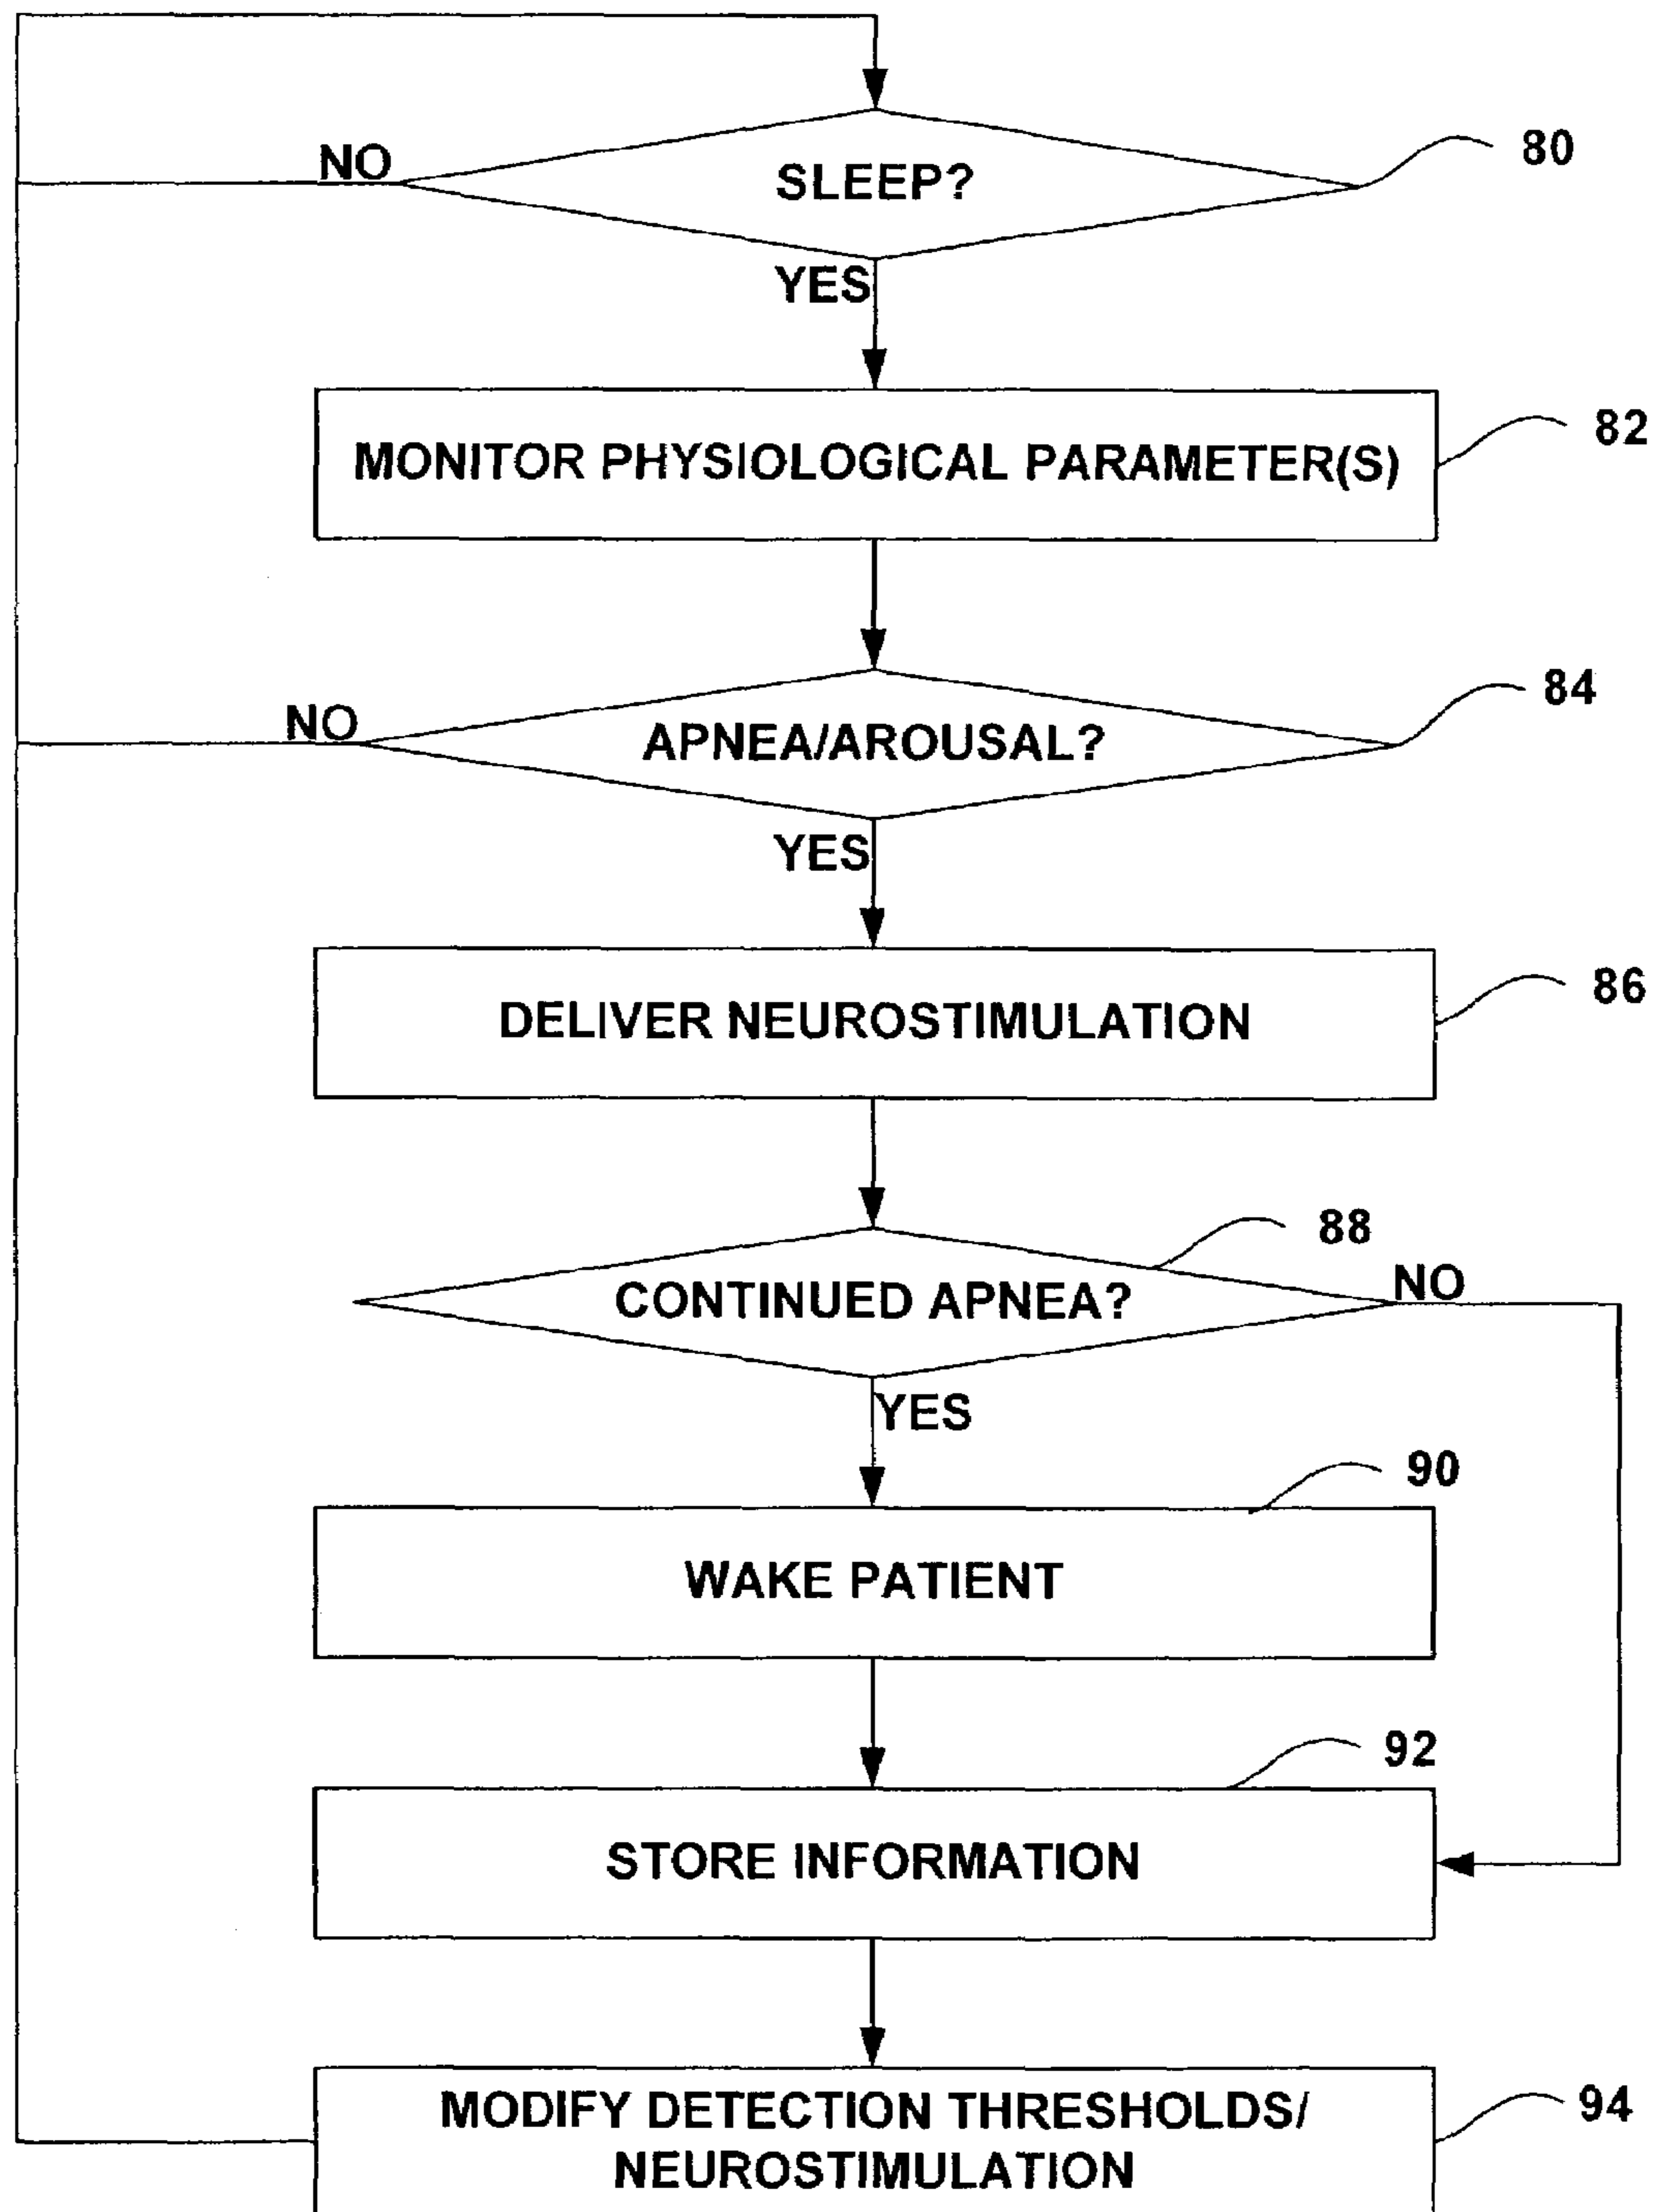 80
NO
SLEEP?
YES
82
MONITOR PHYSIOLOGICAL PARAMETER(S)
84
NO
APNEA/AROUSAL?
YES
86
DELIVER NEUROSTIMULATION
88
NO
CONTINUED APNEA?
YES
90
WAKE PATIENT
92
STORE INFORMATION
94
MODIFY DETECTION THRESHOLDS/
NEUROSTIMULATION